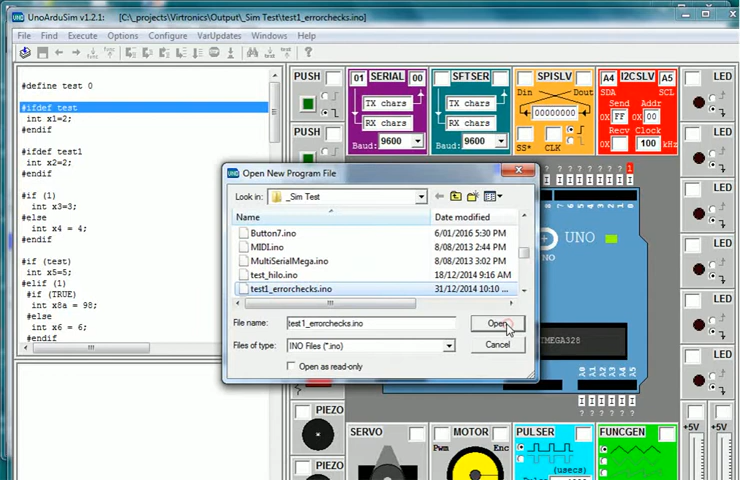 UnoArduSim v1.2.1: [C:\_projects\Virtronics\Output\_Sim Test\test1_errorchecks.ino]
File Find Execute Options Configure VarUpdates Windows Help
#define test 0
#ifdef test
int x1=2;
#endif
#ifdef test1
int x2=2;
#endif
#if (1)
int x3=3;
#else
int x4 = 4;
#endif
#if (test)
int x5=5;
#elif (1)
#if (TRUE)
int x8a = 98;
#else
int x6 = 6;
PUSH
PUSH
01 SERIAL 00
TX chars
RX chars
Baud: 9600
SFTSER
TX chars
RX chars
9600
SPISLV
Din Dout
00000000
SS* CLK
A4 I2CSLV A5
SDA SCL
Send Addr
FF 00
Recv Clock
100 kHz
LED
LED
LED
LED
Open New Program File
Look in: _Sim Test
Name Date modified
Button7.ino 6/01/2016 5:30 PM
MIDI.ino 8/08/2013 2:44 PM
MultiSerialMega.ino 8/08/2013 3:02 PM
test_hilo.ino 18/12/2014 9:16 AM
test1_errorchecks.ino 31/12/2014 10:10 ...
File name: test1_errorchecks.ino Open
Files of type: INO Files (*.ino) Cancel
Open as read-only
UNO
PIEZO
PIEZO
SERVO
MOTOR
Pwm Enc
PULSER
(usecs)
FUNCGEN
+5V
+5V